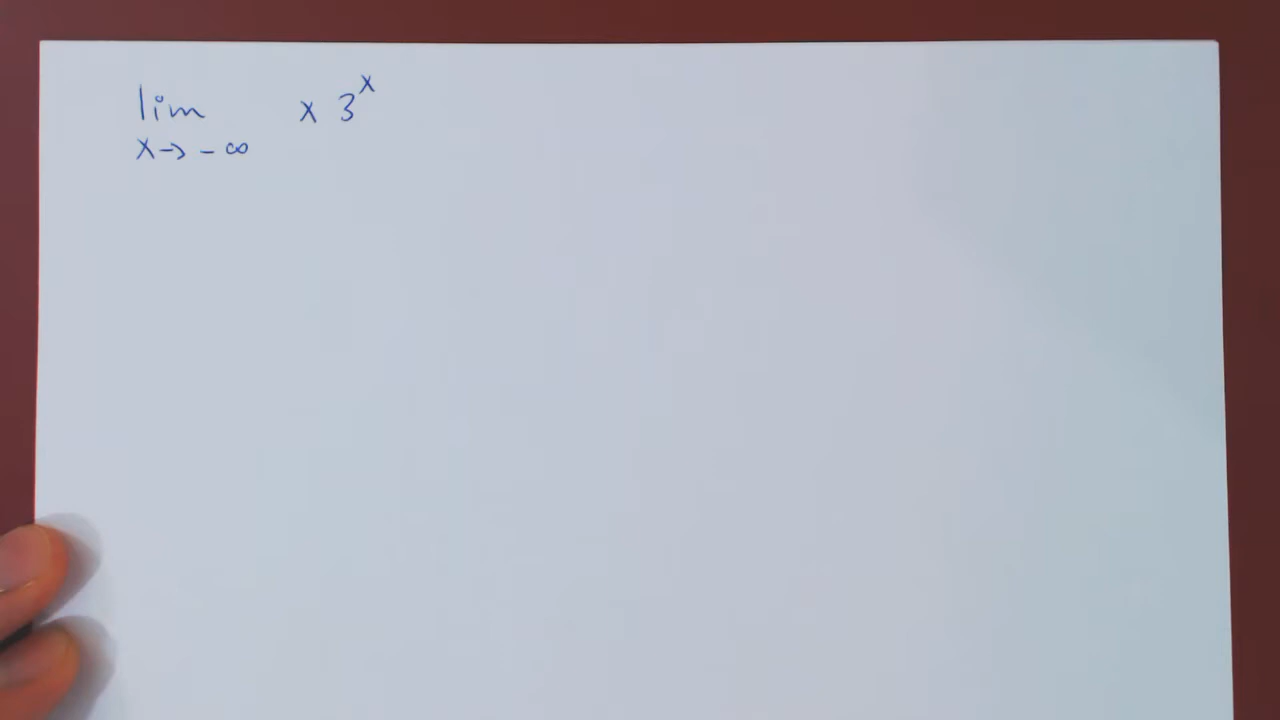 lim x 3^x
x→ - ∞